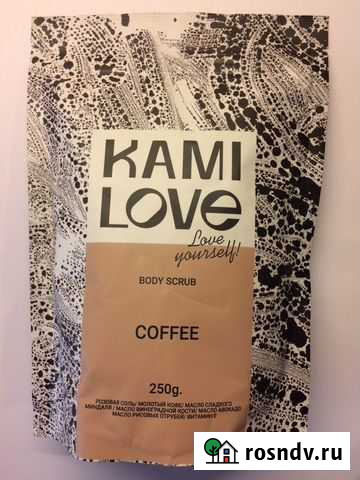 KAMI
LOVe
Love
yourself!
BODY SCRUB
COFFEE
250g.
РОЗОВАЯ СОЛЬ/ МОЛОТЫЙ КОФЕ/ МАСЛО СЛАДКОГО
МИНДАЛЯ / МАСЛО ВИНОГРАДНОЙ КОСТИ/ МАСЛО АВОКАДО
МАСЛО РИСОВЫХ ОТРУБЕЙ/ ВИТАМИН Е
rosndv.ru